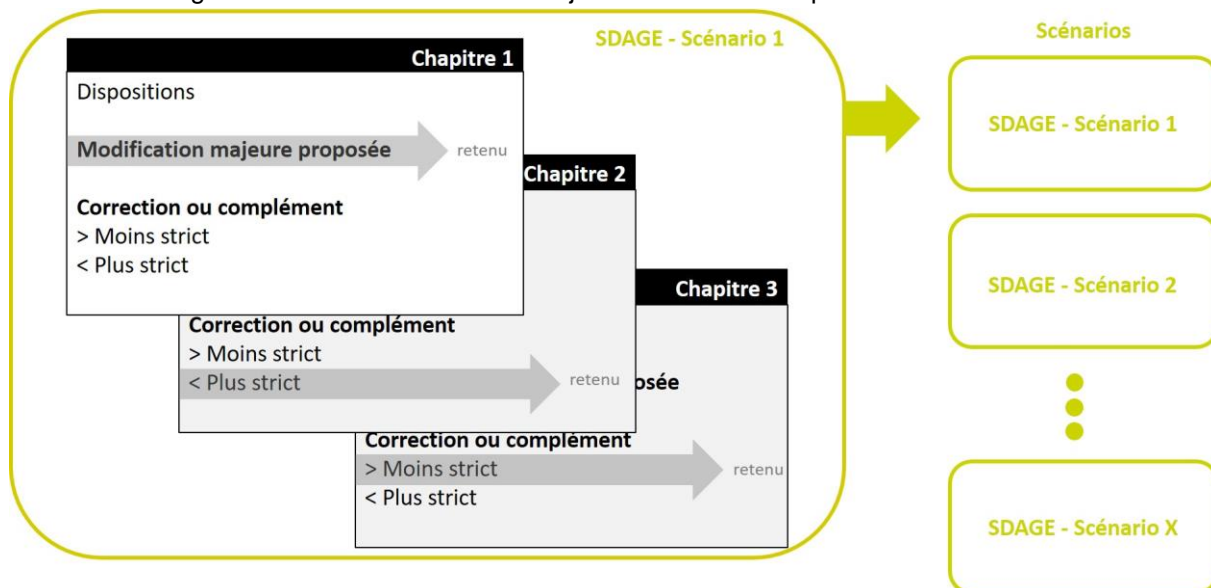 SDAGE - Scénario 1
Chapitre 1
Dispositions
Modification majeure proposée
retenu
Correction ou complément
> Moins strict
< Plus strict
Chapitre 2
Correction ou complément
> Moins strict
< Plus strict
retenu
Chapitre 3
osée
Correction ou complément
> Moins strict
retenu
< Plus strict
Scénarios
SDAGE - Scénario 1
SDAGE - Scénario 2
SDAGE - Scénario X